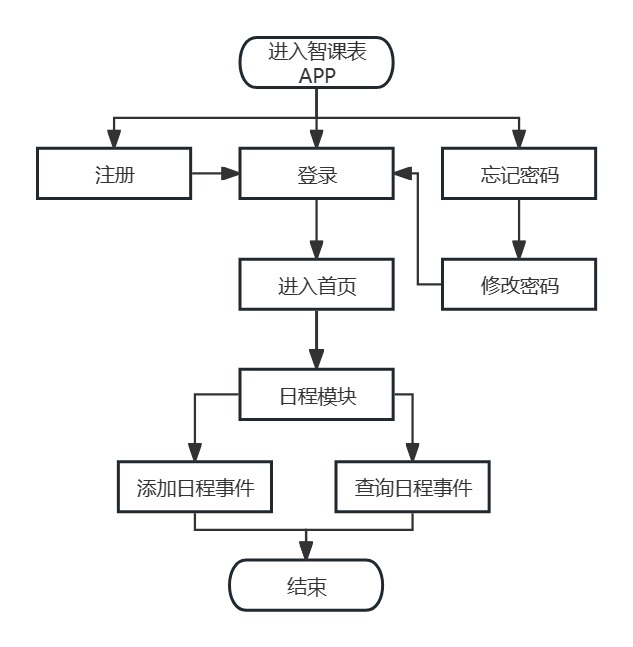 进入智课表
APP
注册
登录
忘记密码
进入首页
修改密码
日程模块
添加日程事件
查询日程事件
结束